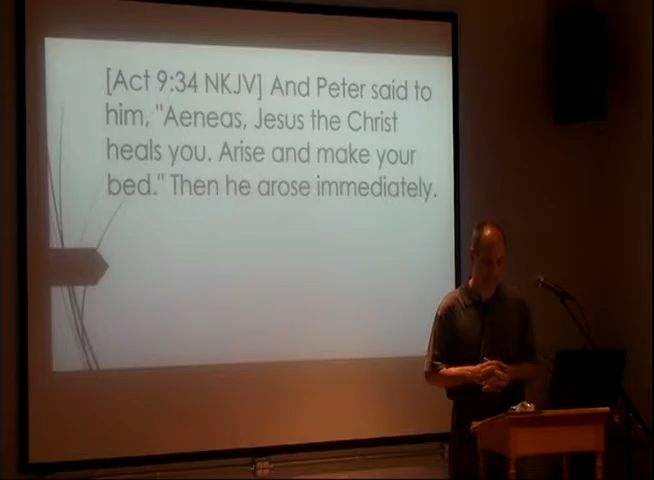 [Act 9:34 NKJV] And Peter said to
him, "Aeneas, Jesus the Christ
heals you. Arise and make your
bed." Then he arose immediately.